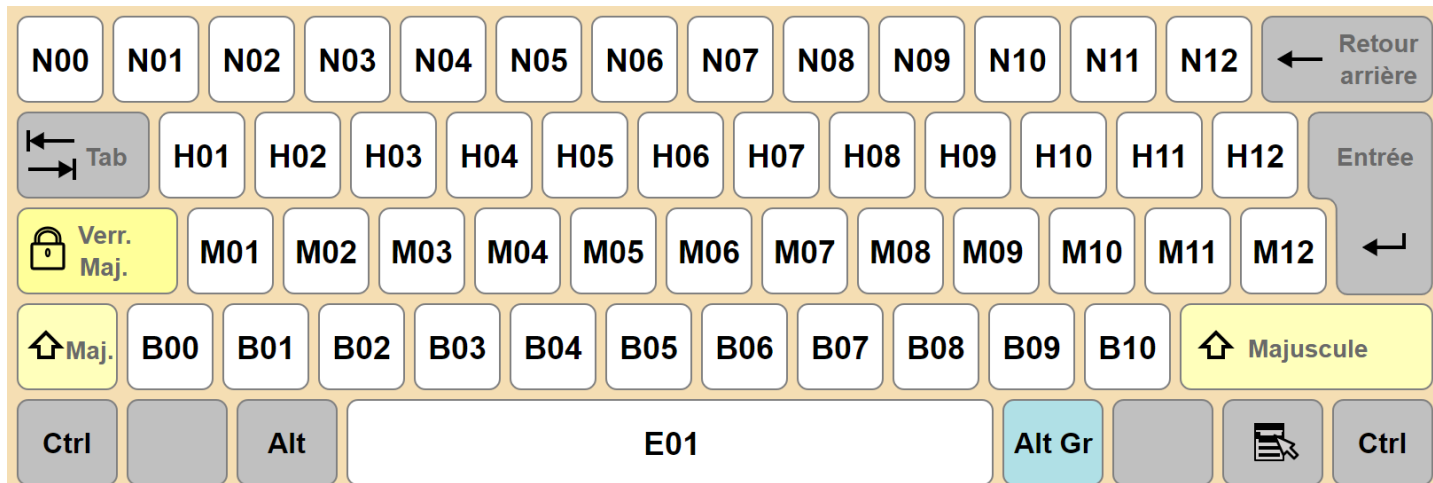 N00 N01 N02 N03 N04 N05 N06 N07 N08 N09 N10 N11 N12 Retour arrière
Tab H01 H02 H03 H04 H05 H06 H07 H08 H09 H10 H11 H12 Entrée
Verr. Maj. M01 M02 M03 M04 M05 M06 M07 M08 M09 M10 M11 M12
Maj. B00 B01 B02 B03 B04 B05 B06 B07 B08 B09 B10 Majuscule
Ctrl Alt E01 Alt Gr Ctrl